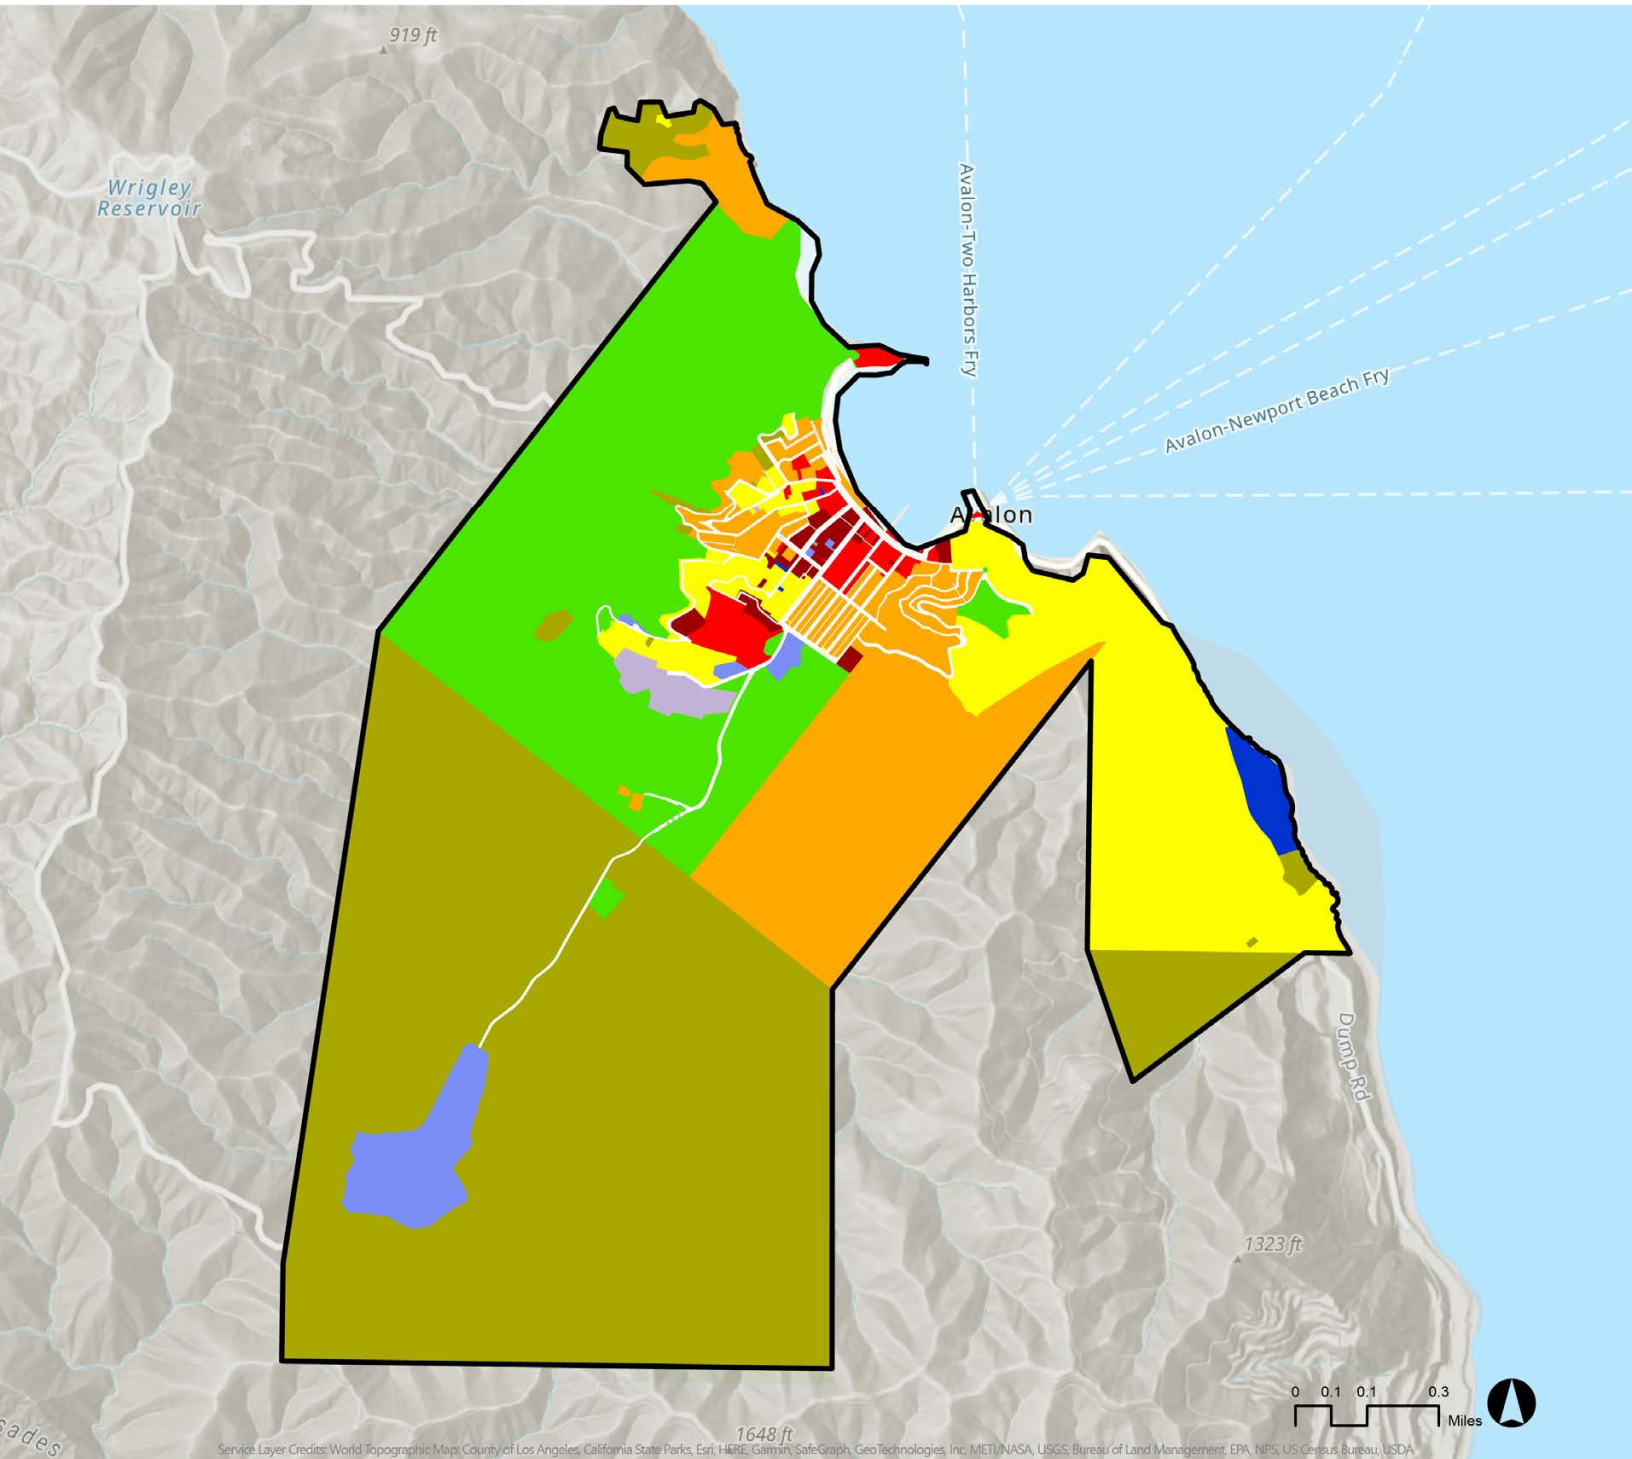 919 ft
Wrigley
Reservoir
Avalon-Two Harbors Fry
Avalon-Newport Beach Fry
Avalon
Dump Rd
1323 ft
0 0.1 0.1 0.3
Miles
1648 ft
sades
Service Layer Credits: World Topographic Map: County of Los Angeles, California State Parks, Esri, HERE, Garmin, SafeGraph, GeoTechnologies, Inc, METI/NASA, USGS, Bureau of Land Management, EPA, NPS, US Census Bureau, USDA